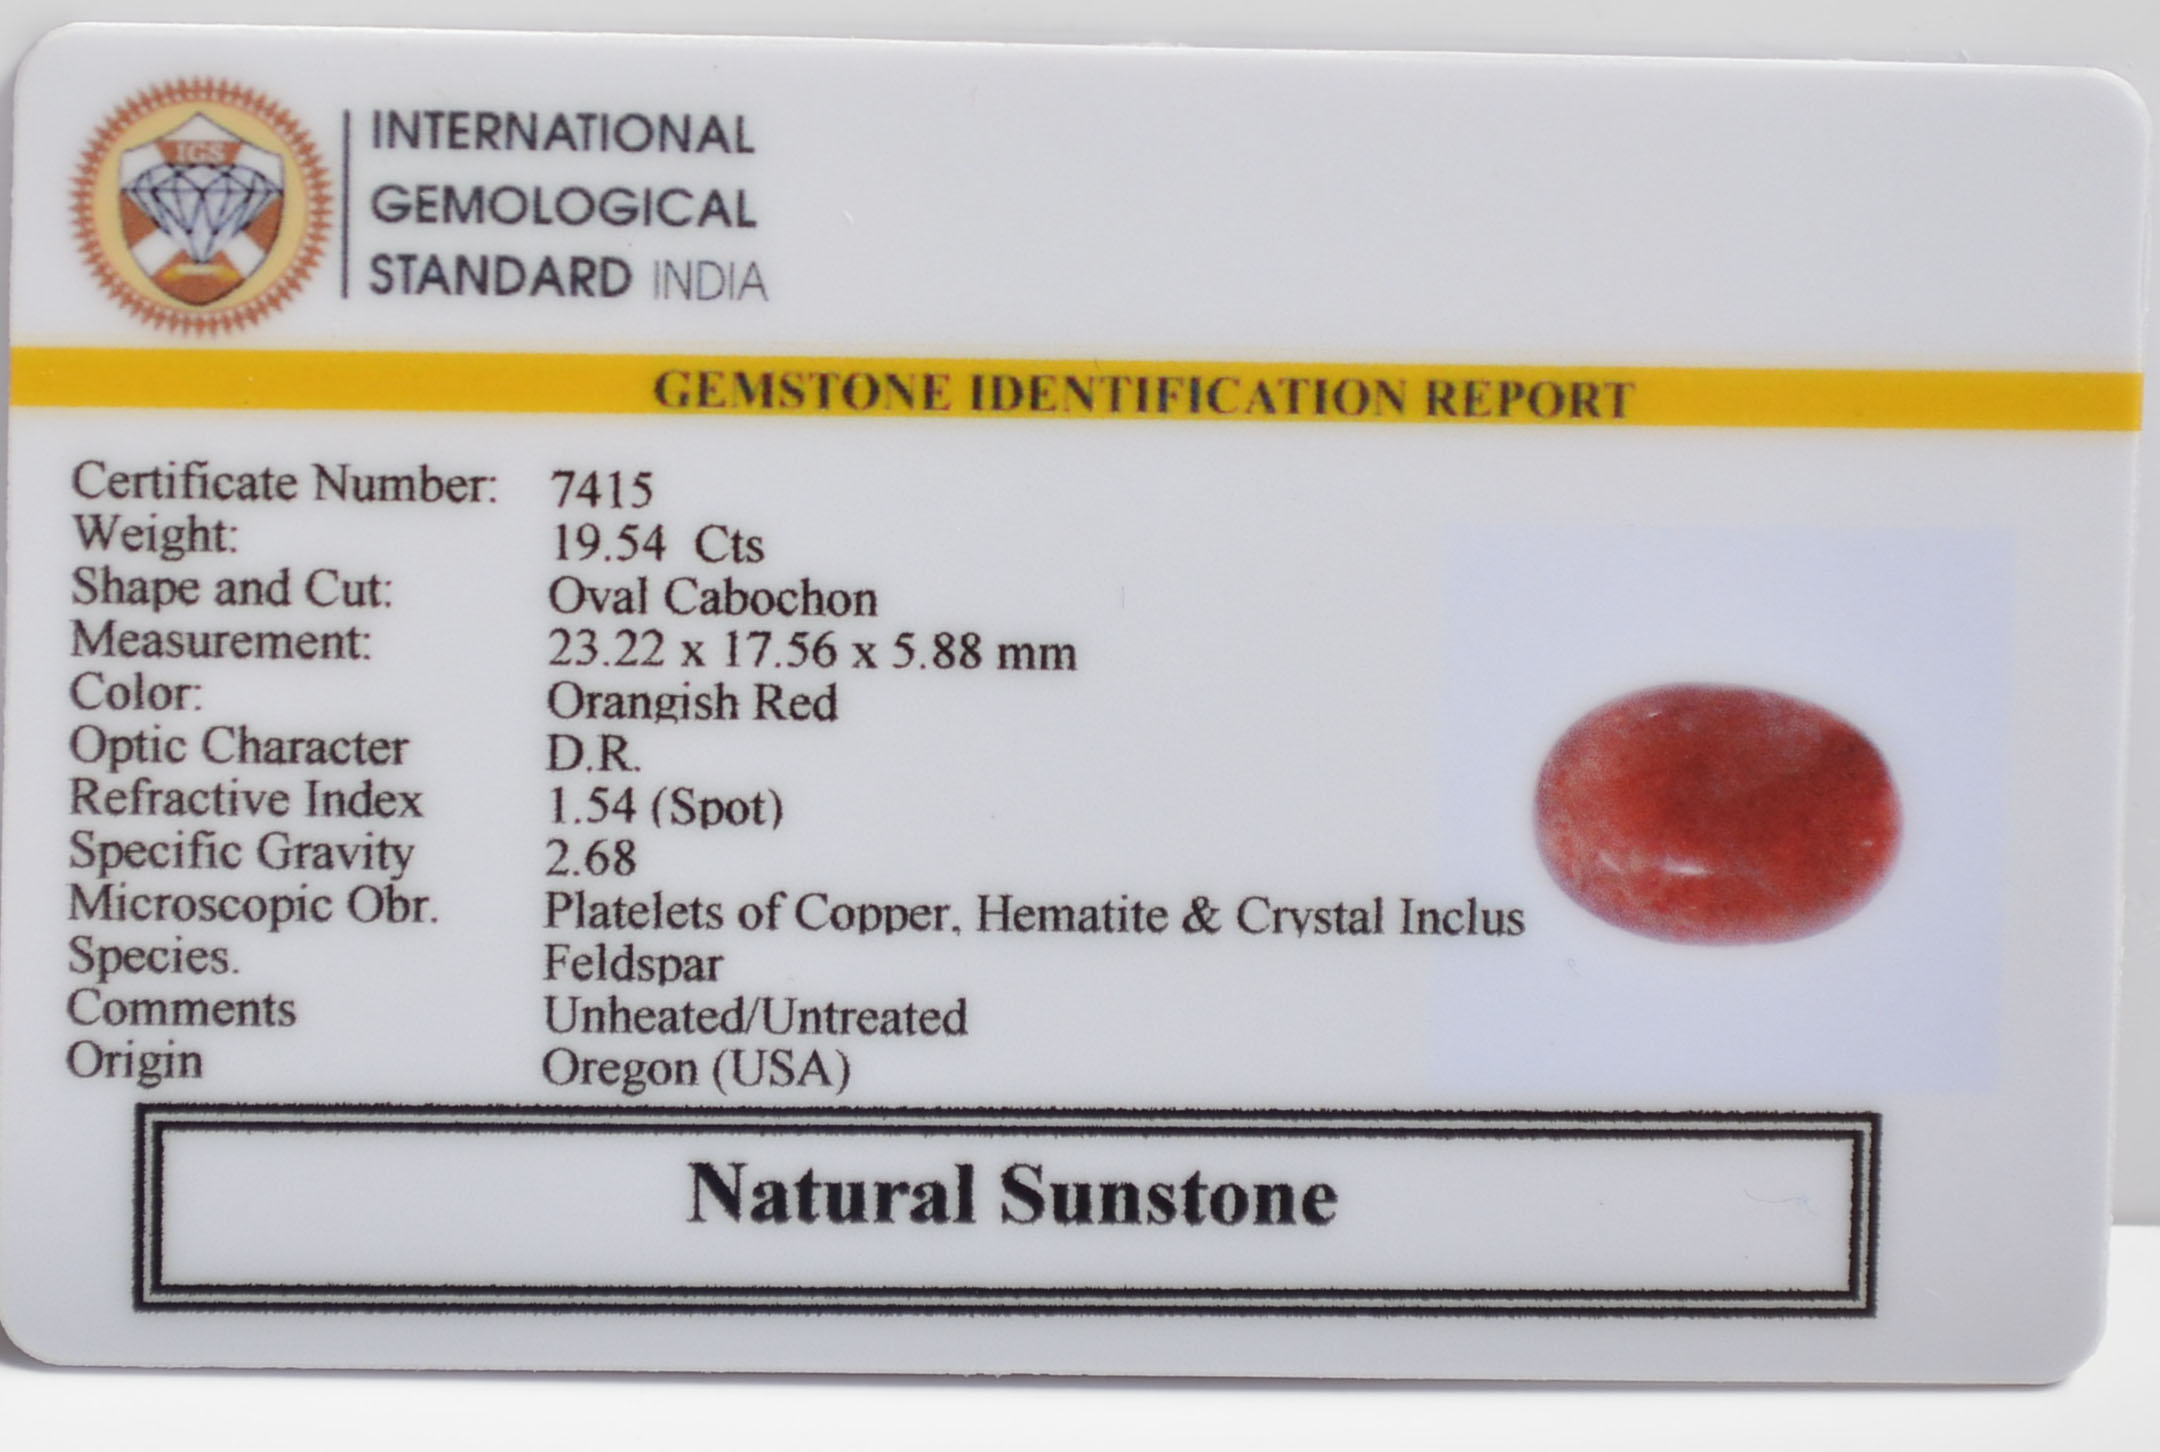 IGS
INTERNATIONAL
GEMOLOGICAL
STANDARD INDIA
GEMSTONE IDENTIFICATION REPORT
Certificate Number: 7415
Weight: 19.54 Cts
Shape and Cut: Oval Cabochon
Measurement: 23.22 x 17.56 x 5.88 mm
Color: Orangish Red
Optic Character D.R.
Refractive Index 1.54 (Spot)
Specific Gravity 2.68
Microscopic Obr. Platelets of Copper, Hematite & Crystal Inclus
Species. Feldspar
Comments Unheated/Untreated
Origin Oregon (USA)
Natural Sunstone